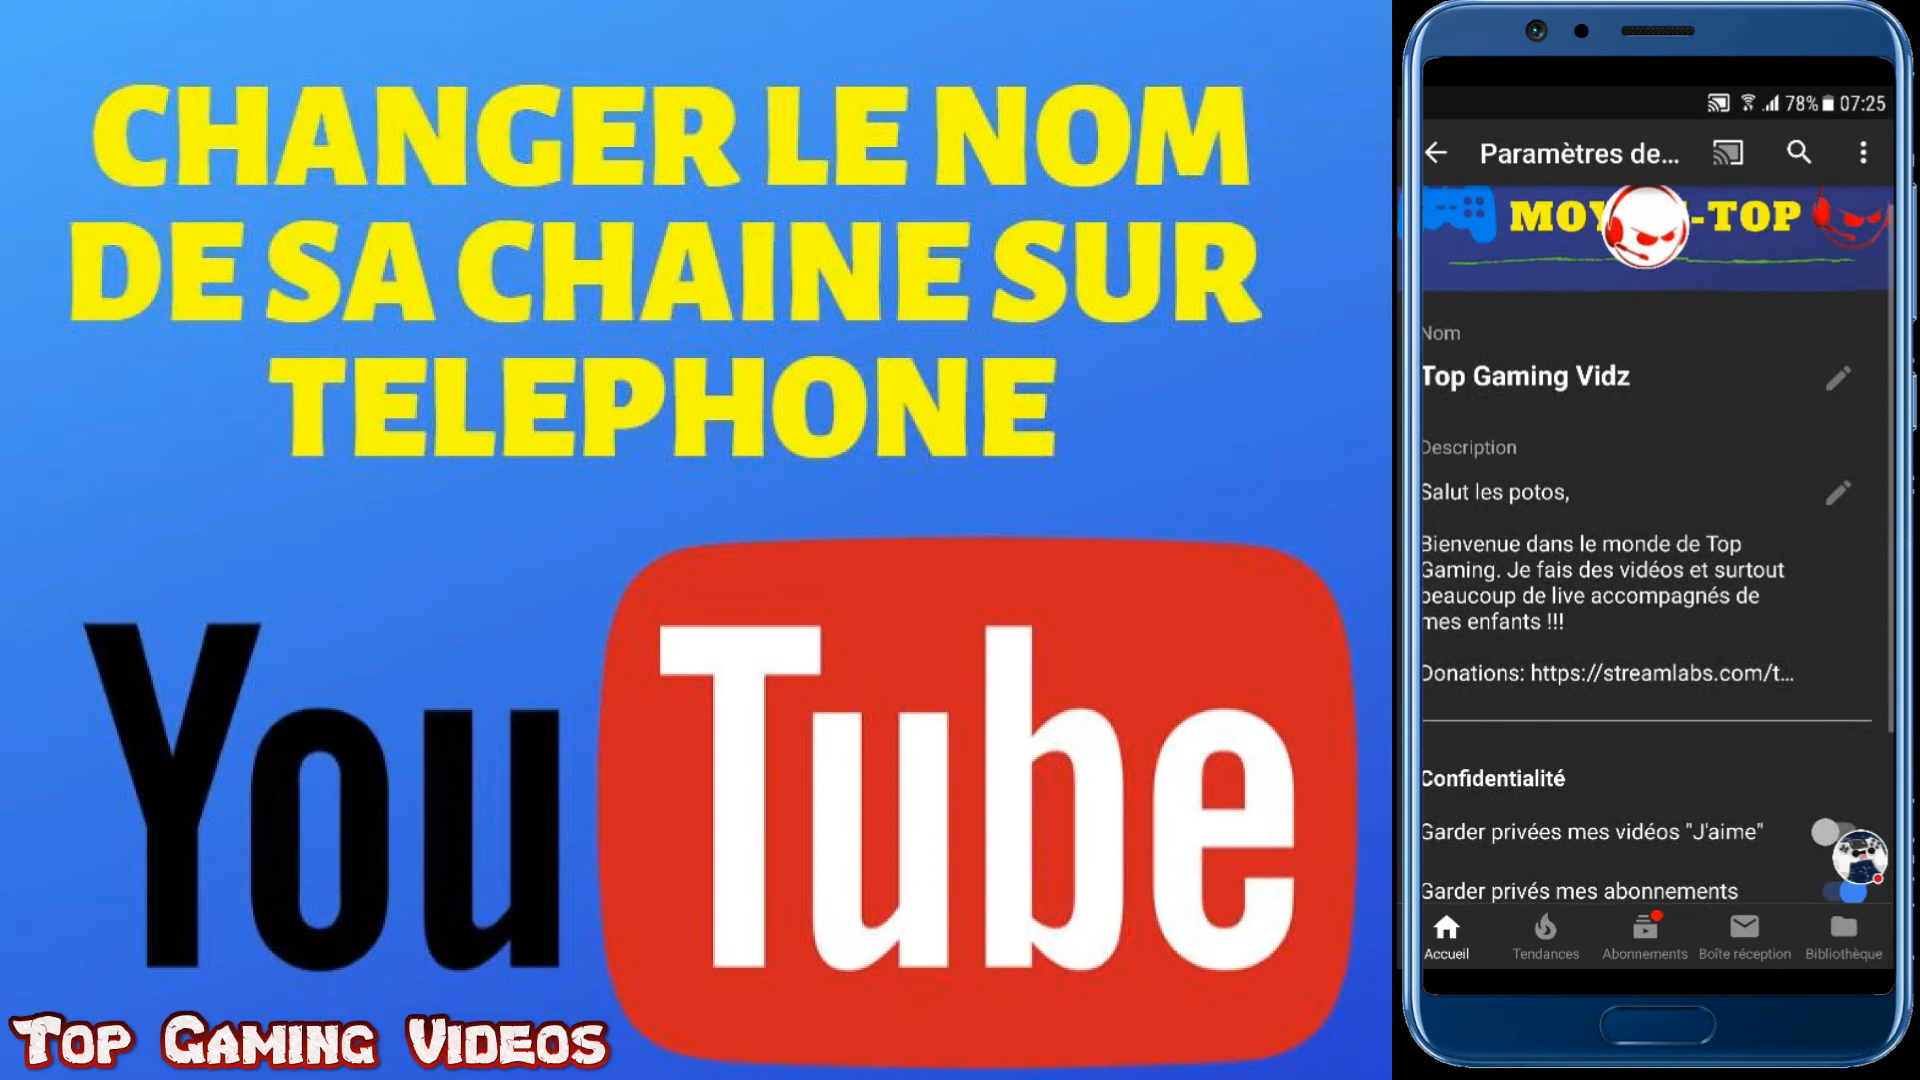 CHANGER LE NOM
DE SA CHAINE SUR
TELEPHONE
YouTube
TOP GAMING VIDEOS
78% 07:25
Paramètres de...
-TOP
Nom
Top Gaming Vidz
Description
Salut les potos,
Bienvenue dans le monde de Top
Gaming. Je fais des vidéos et surtout
beaucoup de live accompagnés de
mes enfants !!!
Donations: https://streamlabs.com/t...
Confidentialité
Garder privées mes vidéos "J'aime"
Garder privés mes abonnements
Accueil
Tendances
Abonnements
Boîte réception
Bibliothèque